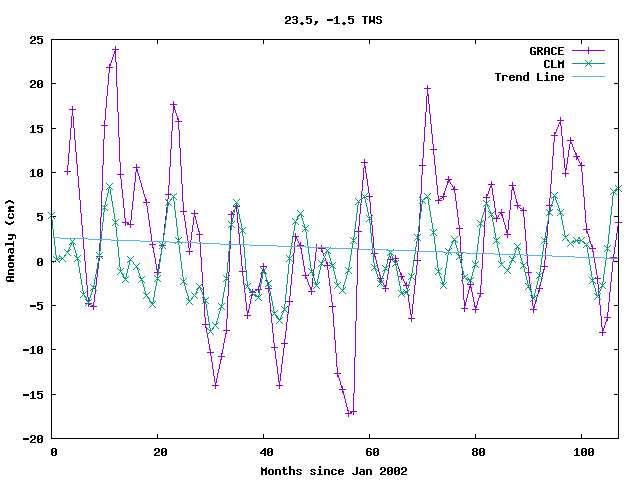 23.5, -1.5 TWS
GRACE
CLM
Trend Line
25
20
15
10
5
0
-5
-10
-15
-20
Anomaly (cm)
0 20 40 60 80 100
Months since Jan 2002